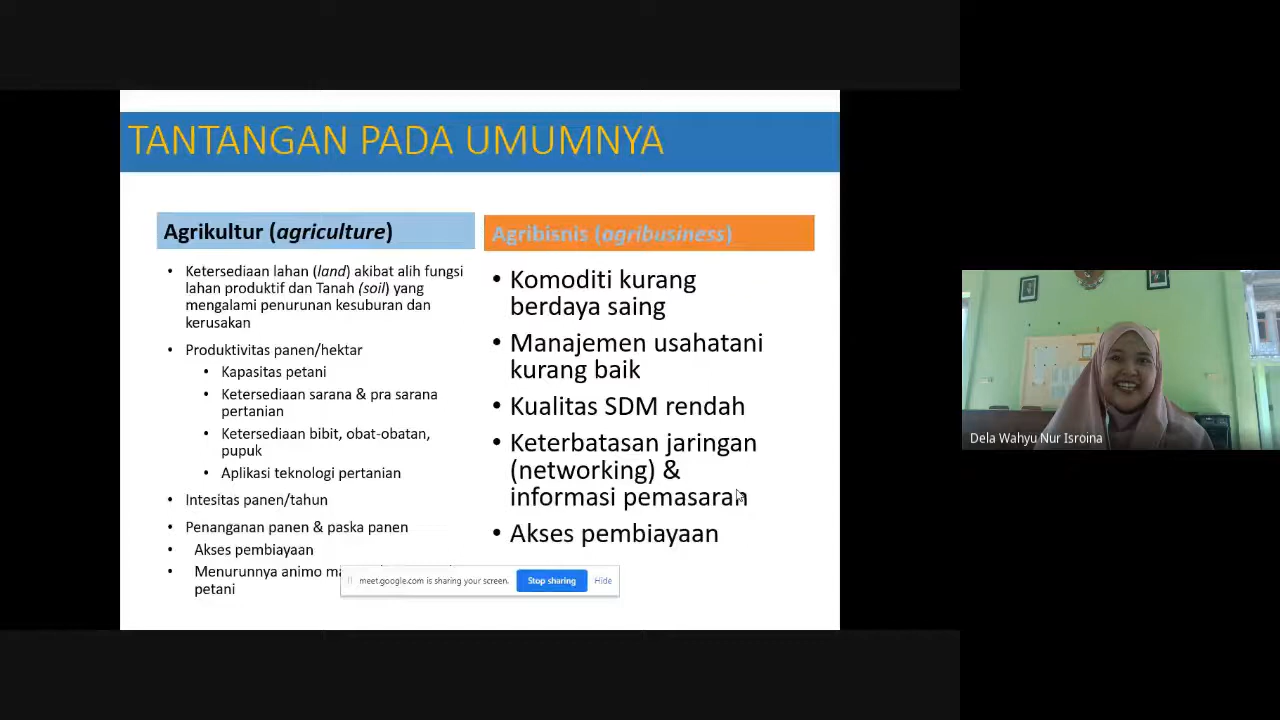 TANTANGAN PADA UMUMNYA
Agrikultur (agriculture)
• Ketersediaan lahan (land) akibat alih fungsi
lahan produktif dan Tanah (soil) yang
mengalami penurunan kesuburan dan
kerusakan
• Produktivitas panen/hektar
• Kapasitas petani
• Ketersediaan sarana & pra sarana
pertanian
• Ketersediaan bibit, obat-obatan,
pupuk
• Aplikasi teknologi pertanian
• Intesitas panen/tahun
• Penanganan panen & paska panen
• Akses pembiayaan
• Menurunnya animo
petani
Agribisnis (agribusiness)
• Komoditi kurang
berdaya saing
• Manajemen usahatani
kurang baik
• Kualitas SDM rendah
• Keterbatasan jaringan
(networking) &
informasi pemasaran
• Akses pembiayaan
meet.google.com is sharing your screen.
Stop sharing
Hide
Dela Wahyu Nur Isroina